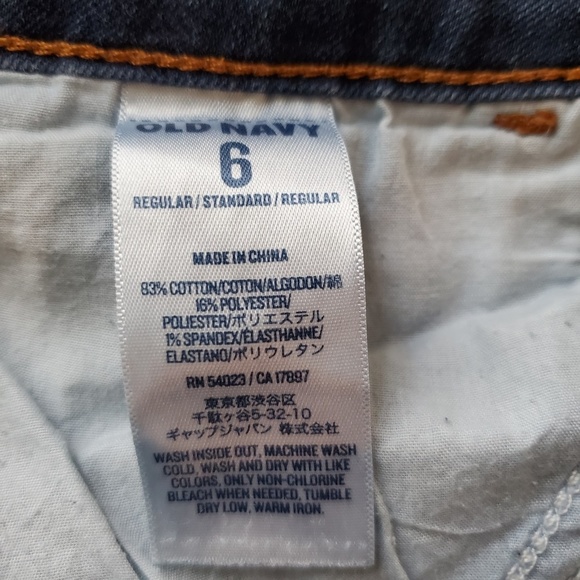 OLD NAVY
6
REGULAR / STANDARD / REGULAR
MADE IN CHINA
83% COTTON/COTON/ALGODON/綿
16% POLYESTER/
POLIESTER/ポリエステル
1% SPANDEX/ELASTHANNE/
ELASTANO/ポリウレタン
RN 54023 / CA 17897
東京都渋谷区
千駄ヶ谷5-32-10
ギャップジャパン 株式会社
WASH INSIDE OUT, MACHINE WASH
COLD, WASH AND DRY WITH LIKE
COLORS, ONLY NON-CHLORINE
BLEACH WHEN NEEDED, TUMBLE
DRY LOW, WARM IRON.